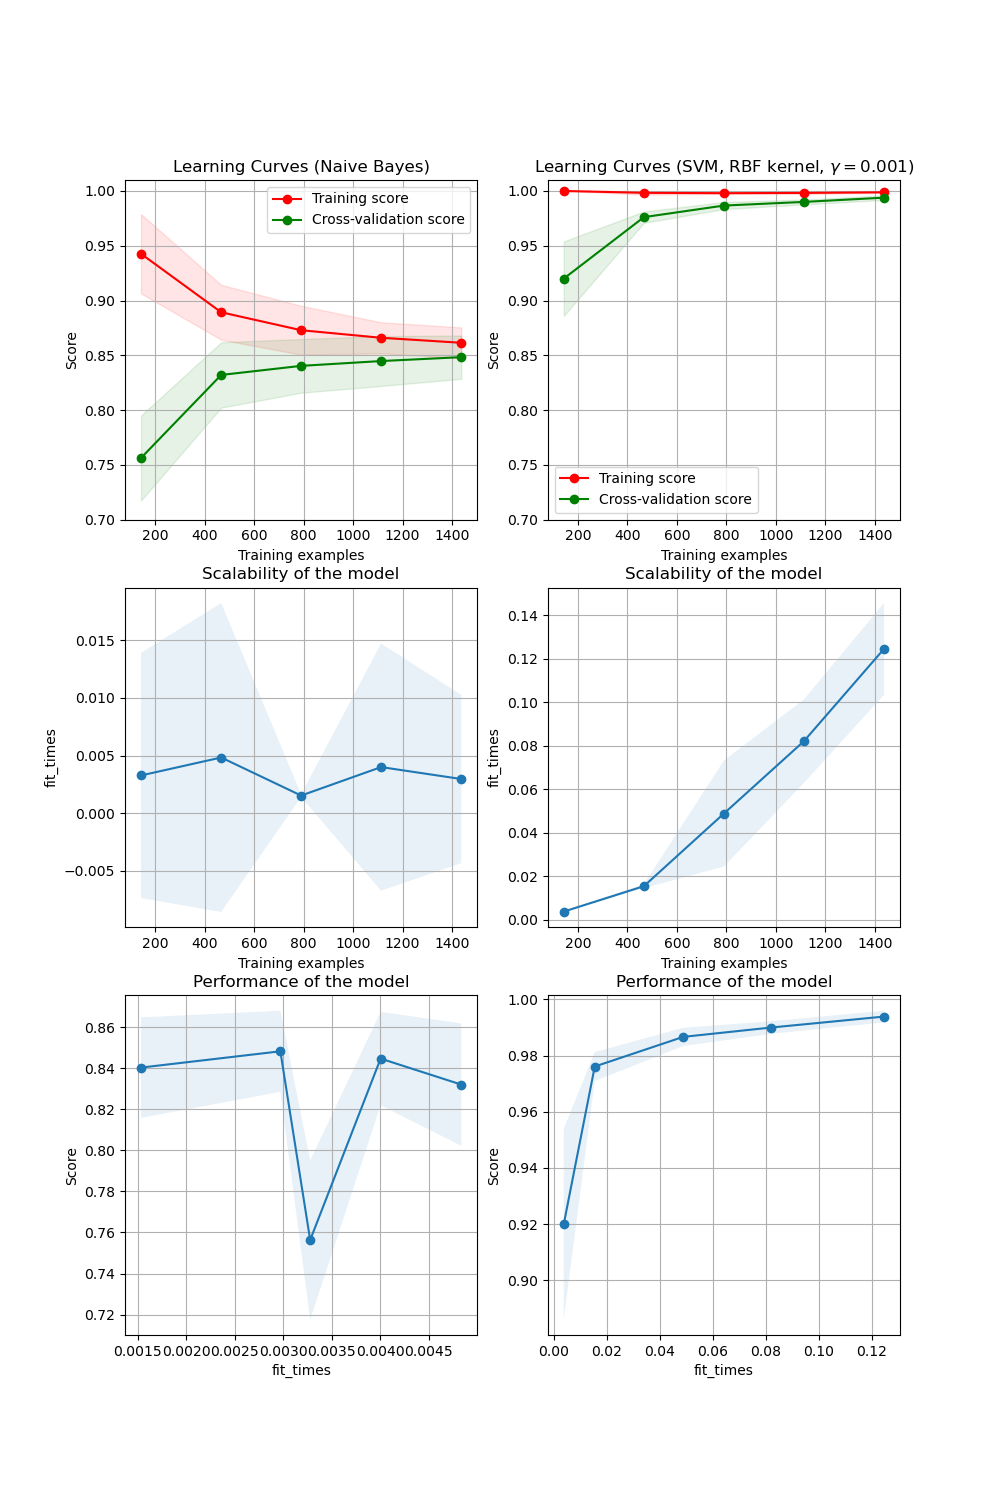 Learning Curves (Naive Bayes)
Score
1.00
0.95
0.90
0.85
0.80
0.75
0.70
Training score
Cross-validation score
200 400 600 800 1000 1200 1400
Training examples
Learning Curves (SVM, RBF kernel, γ = 0.001)
Score
1.00
0.95
0.90
0.85
0.80
0.75
0.70
Training score
Cross-validation score
200 400 600 800 1000 1200 1400
Training examples
Scalability of the model
fit_times
0.015
0.010
0.005
0.000
−0.005
200 400 600 800 1000 1200 1400
Training examples
Scalability of the model
fit_times
0.14
0.12
0.10
0.08
0.06
0.04
0.02
0.00
200 400 600 800 1000 1200 1400
Training examples
Performance of the model
Score
0.86
0.84
0.82
0.80
0.78
0.76
0.74
0.72
0.0015 0.0020 0.0025 0.0030 0.0035 0.0040 0.0045
fit_times
Performance of the model
Score
1.00
0.98
0.96
0.94
0.92
0.90
0.00 0.02 0.04 0.06 0.08 0.10 0.12
fit_times